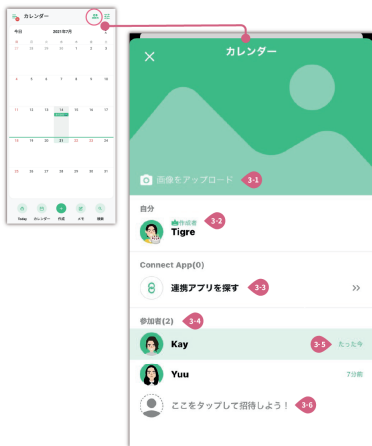 カレンダー
今日
2021年7月
Today
カレンダー
作成
メモ
検索
カレンダー
画像をアップロード
3-1
自分
作成者
3-2
Tigre
Connect App(0)
連携アプリを探す
3-3
>>
参加者(2)
3-4
Kay
3-5
たった今
Yuu
7分前
ここをタップして招待しよう！
3-6